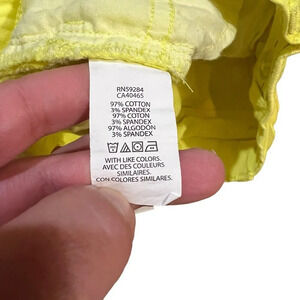 RN59284
CA40465
97% COTTON
3% SPANDEX
97% COTON
3% SPANDEX
97% ALGODON
3% SPANDEX
WITH LIKE COLORS.
AVEC DES COULEURS
SIMILAIRES.
CON COLORES SIMILARES.